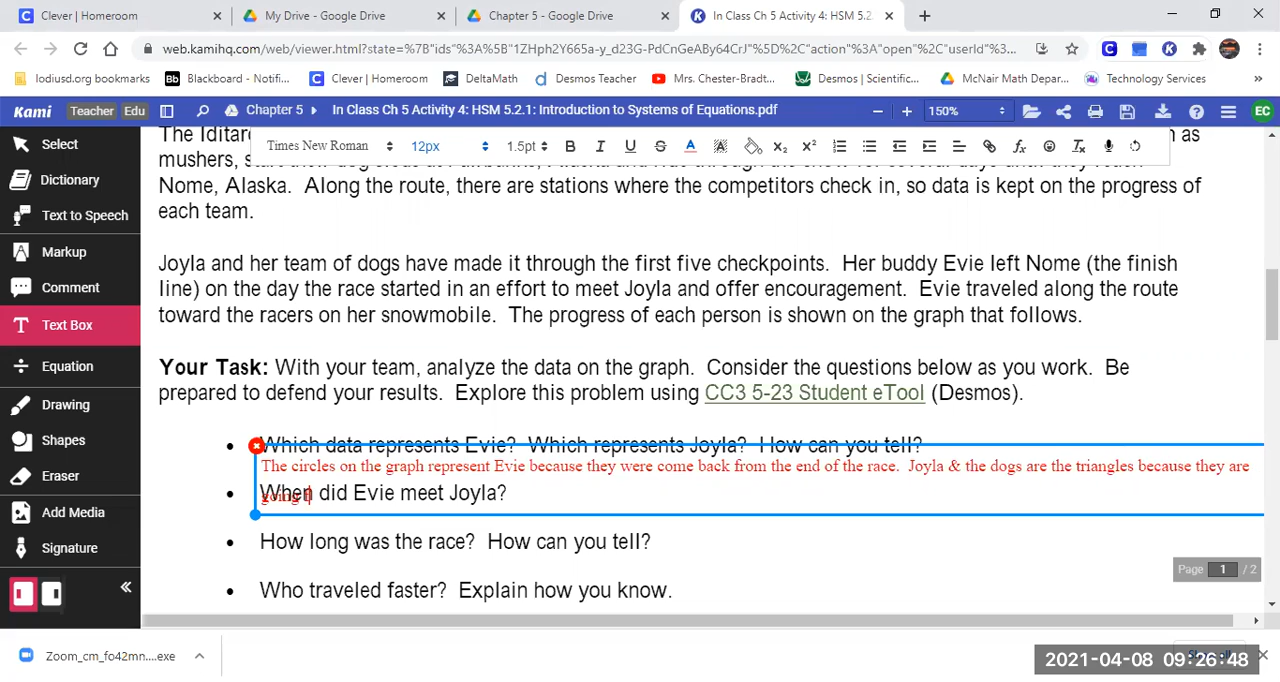 Clever | Homeroom
My Drive - Google Drive
Chapter 5 - Google Drive
In Class Ch 5 Activity 4: HSM 5.2.
web.kamihq.com/web/viewer.html?state=%7B"ids"%3A%5B"1ZHph2Y665a-y_d23G-PdCnGeABy64CrJ"%5D%2C"action"%3A"open"%2C"userId"%3...
lodiusd.org bookmarks
Blackboard - Notifi...
Clever | Homeroom
DeltaMath
Desmos Teacher
Mrs. Chester-Bradt...
Desmos | Scientific...
McNair Math Depar...
Technology Services
»
Kami Teacher Edu
Chapter 5
In Class Ch 5 Activity 4: HSM 5.2.1: Introduction to Systems of Equations.pdf
150%
EC
Times New Roman 12px 1.5pt B I U S A
Select
Dictionary
Text to Speech
Markup
Comment
Text Box
Equation
Drawing
Shapes
Eraser
Add Media
Signature
The as
mushers,
Nome, Alaska. Along the route, there are stations where the competitors check in, so data is kept on the progress of
each team.
Joyla and her team of dogs have made it through the first five checkpoints. Her buddy Evie left Nome (the finish
line) on the day the race started in an effort to meet Joyla and offer encouragement. Evie traveled along the route
toward the racers on her snowmobile. The progress of each person is shown on the graph that follows.
Your Task: With your team, analyze the data on the graph. Consider the questions below as you work. Be
prepared to defend your results. Explore this problem using CC3 5-23 Student eTool (Desmos).
• Which data represents Evie? Which represents Joyla? How can you tell?
The circles on the graph represent Evie because they were come back from the end of the race. Joyla & the dogs are the triangles because they are
going
• When did Evie meet Joyla?
• How long was the race? How can you tell?
• Who traveled faster? Explain how you know.
Page 1 / 2
Zoom_cm_fo42mn....exe
2021-04-08 09:26:48